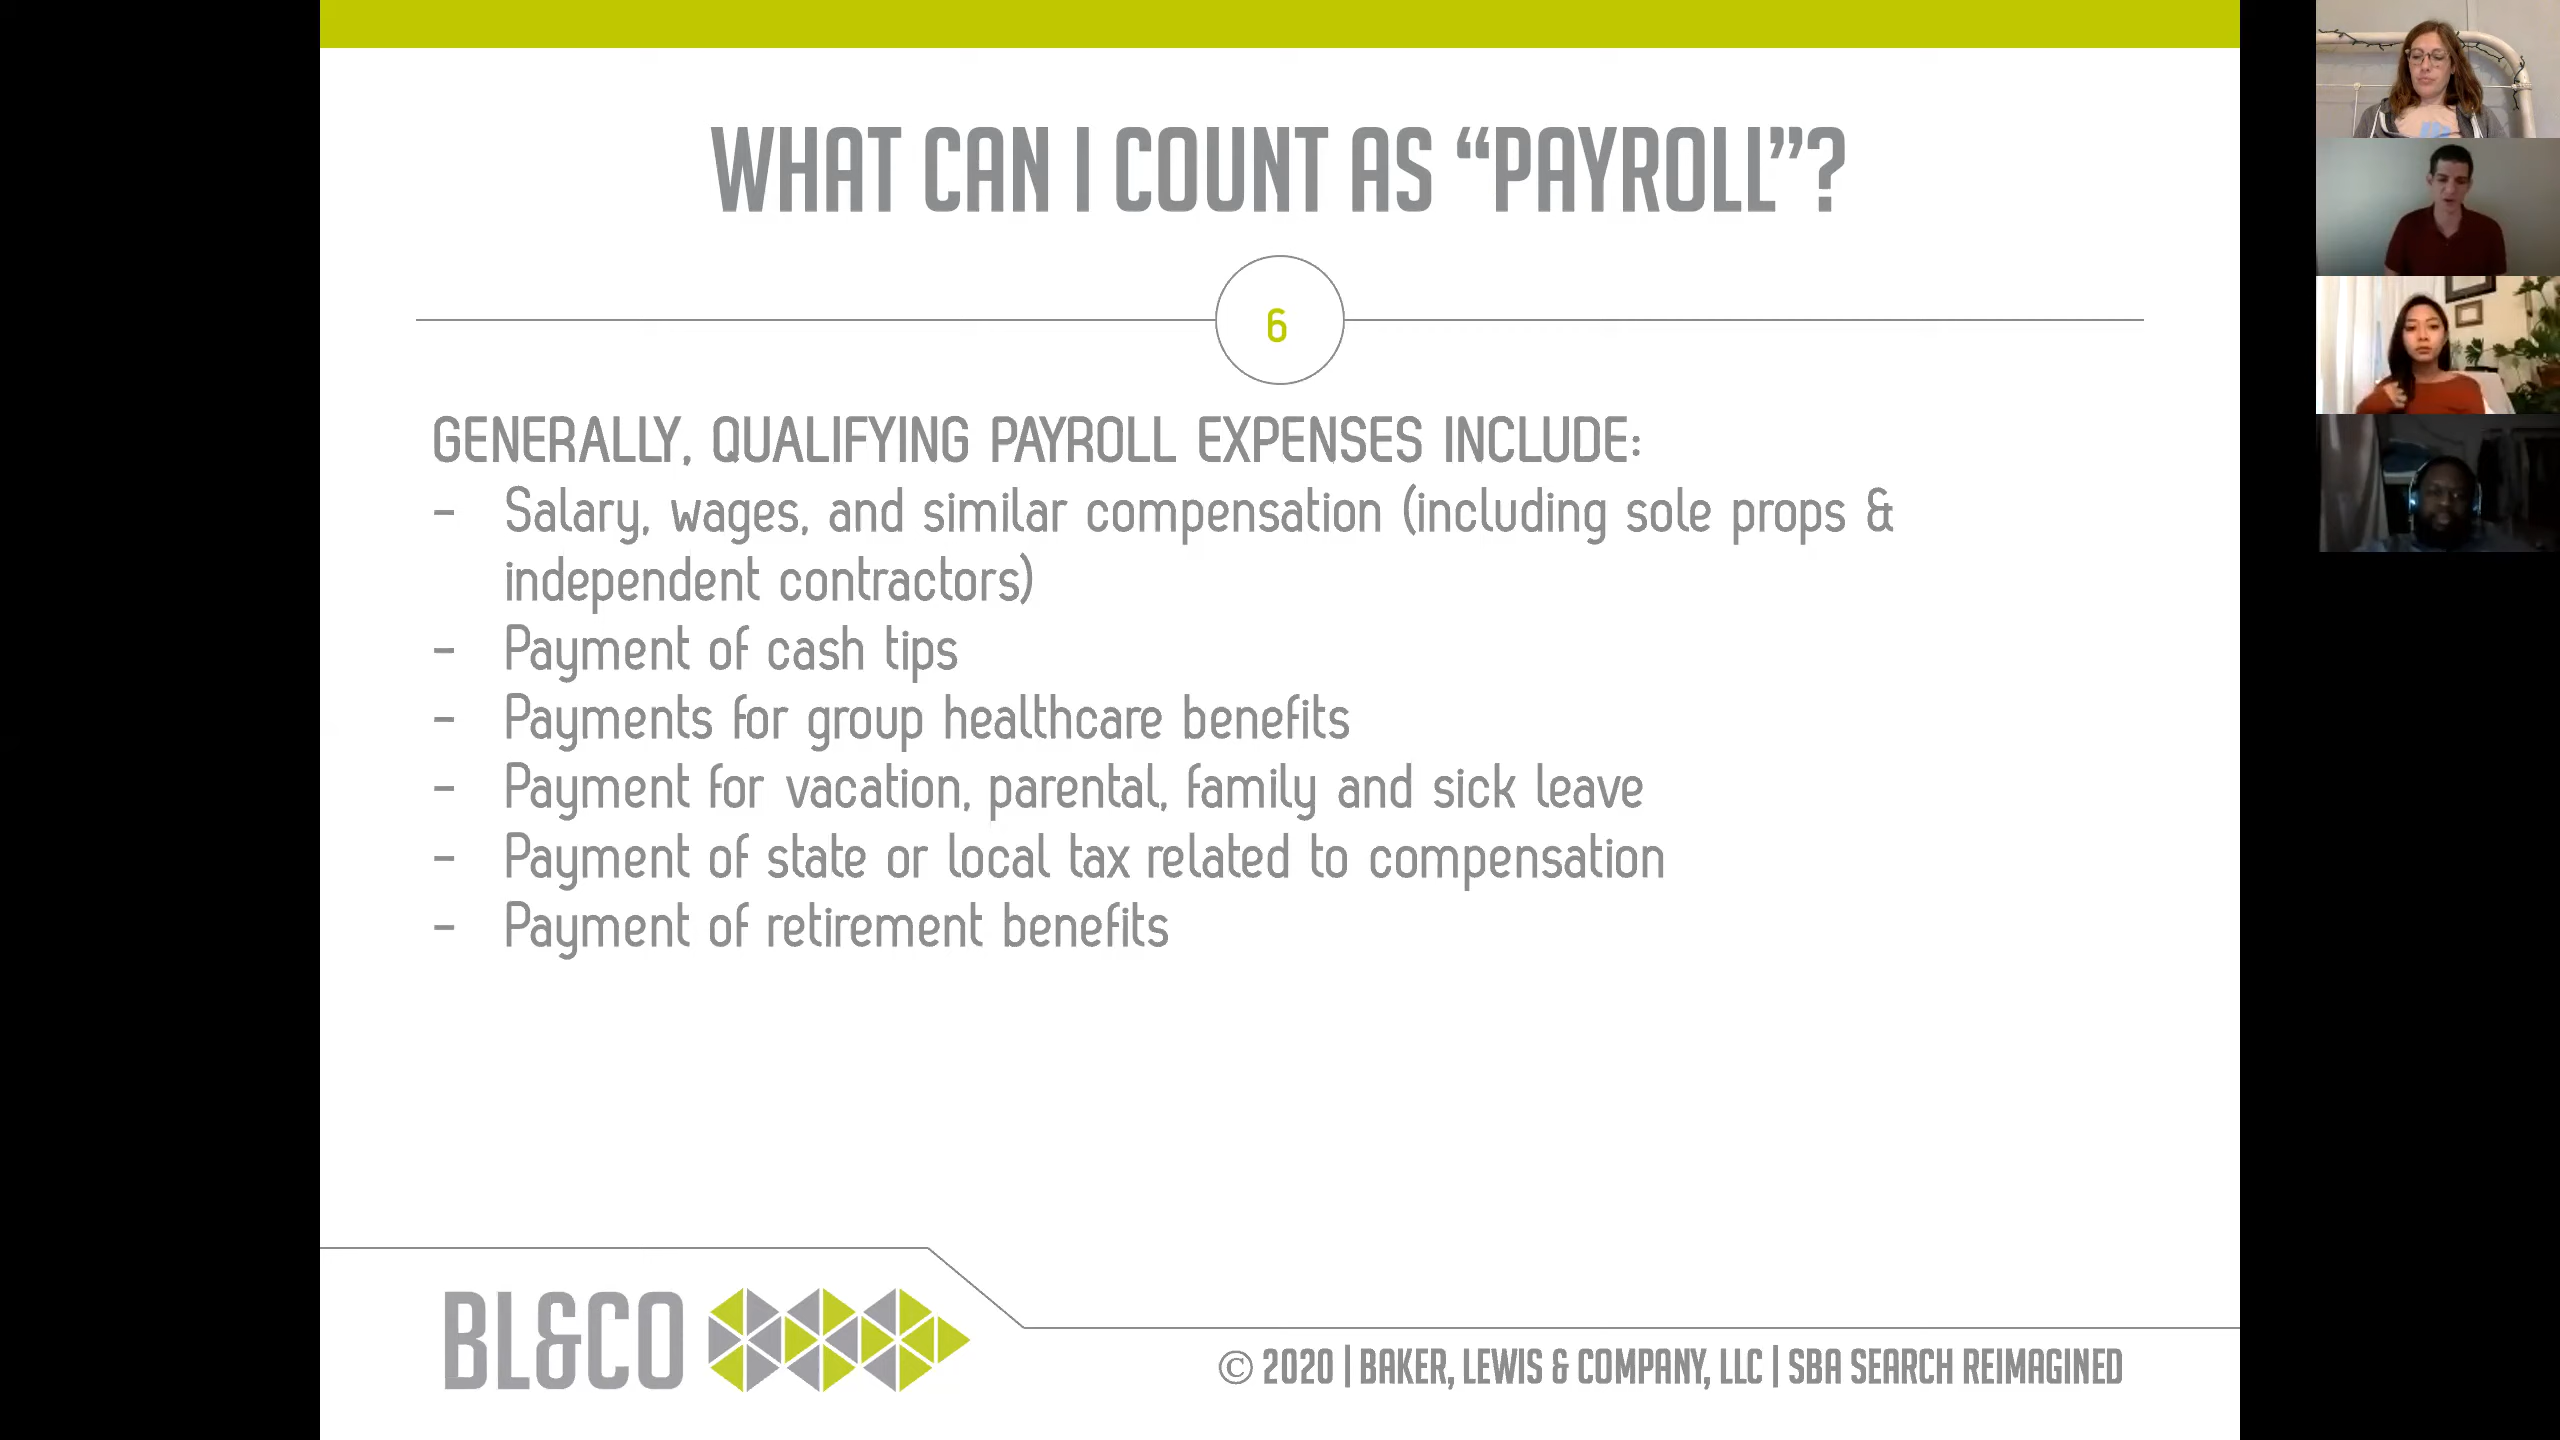 WHAT CAN I COUNT AS “PAYROLL”?
6
GENERALLY, QUALIFYING PAYROLL EXPENSES INCLUDE:
- Salary, wages, and similar compensation (including sole props &
independent contractors)
- Payment of cash tips
- Payments for group healthcare benefits
- Payment for vacation, parental, family and sick leave
- Payment of state or local tax related to compensation
- Payment of retirement benefits
BL&CO
© 2020 | BAKER, LEWIS & COMPANY, LLC | SBA SEARCH REIMAGINED